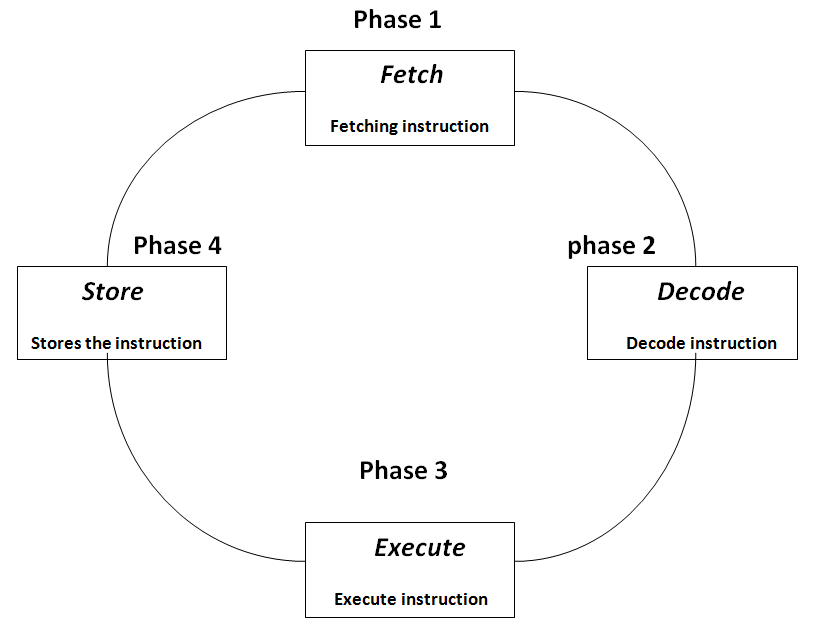 Phase 1
Fetch
Fetching instruction
Phase 4
Store
Stores the instruction
phase 2
Decode
Decode instruction
Phase 3
Execute
Execute instruction